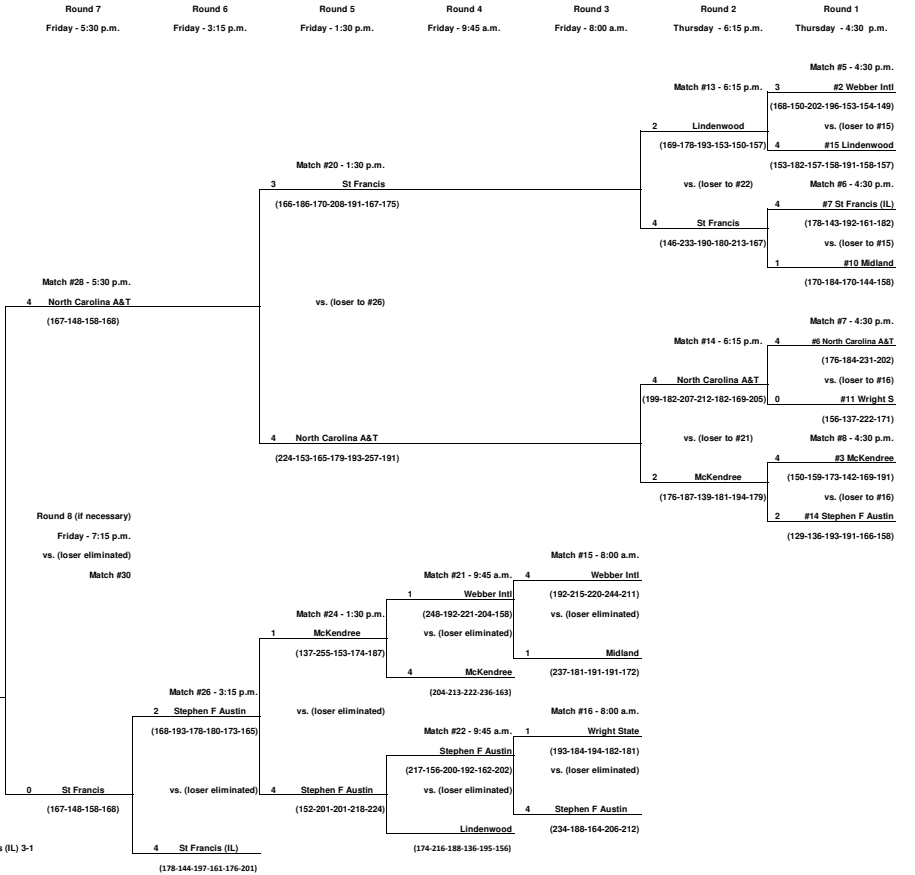 Round 7 Round 6 Round 5 Round 4 Round 3 Round 2 Round 1
Friday - 5:30 p.m. Friday - 3:15 p.m. Friday - 1:30 p.m. Friday - 9:45 a.m. Friday - 8:00 a.m. Thursday - 6:15 p.m. Thursday - 4:30 p.m.
Match #5 - 4:30 p.m.
Match #13 - 6:15 p.m. 3 #2 Webber Intl
(168-150-202-196-153-154-149)
2 Lindenwood vs. (loser to #15)
(169-178-193-153-150-157) 4 #15 Lindenwood
Match #20 - 1:30 p.m. (153-182-157-158-191-158-157)
3 St Francis vs. (loser to #22) Match #6 - 4:30 p.m.
(166-186-170-208-191-167-175) 4 #7 St Francis (IL)
4 St Francis (178-143-192-161-182)
(146-233-190-180-213-167) vs. (loser to #15)
1 #10 Midland
Match #28 - 5:30 p.m. (170-184-170-144-158)
4 North Carolina A&T vs. (loser to #26)
(167-148-158-168) Match #7 - 4:30 p.m.
Match #14 - 6:15 p.m. 4 #6 North Carolina A&T
(176-184-231-202)
4 North Carolina A&T vs. (loser to #16)
(199-182-207-212-182-169-205) 0 #11 Wright S
(156-137-222-171)
4 North Carolina A&T vs. (loser to #21) Match #8 - 4:30 p.m.
(224-153-165-179-193-257-191) 4 #3 McKendree
2 McKendree (150-159-173-142-169-191)
(176-187-139-181-194-179) vs. (loser to #16)
Round 8 (if necessary) 2 #14 Stephen F Austin
Friday - 7:15 p.m. (129-136-193-191-166-158)
vs. (loser eliminated) Match #15 - 8:00 a.m.
Match #30 Match #21 - 9:45 a.m. 4 Webber Intl
1 Webber Intl (192-215-220-244-211)
Match #24 - 1:30 p.m. (248-192-221-204-158) vs. (loser eliminated)
1 McKendree vs. (loser eliminated)
(137-255-153-174-187) 1 Midland
4 McKendree (237-181-191-191-172)
Match #26 - 3:15 p.m. (204-213-222-236-163)
2 Stephen F Austin vs. (loser eliminated) Match #16 - 8:00 a.m.
(168-193-178-180-173-165) Match #22 - 9:45 a.m. 1 Wright State
Stephen F Austin (193-184-194-182-181)
(217-156-200-192-162-202) vs. (loser eliminated)
0 St Francis vs. (loser eliminated) 4 Stephen F Austin vs. (loser eliminated)
(167-148-158-168) (152-201-201-218-224) 4 Stephen F Austin
Lindenwood (234-188-164-206-212)
s (IL) 3-1 4 St Francis (IL) (174-216-188-136-195-156)
(178-144-197-161-176-201)